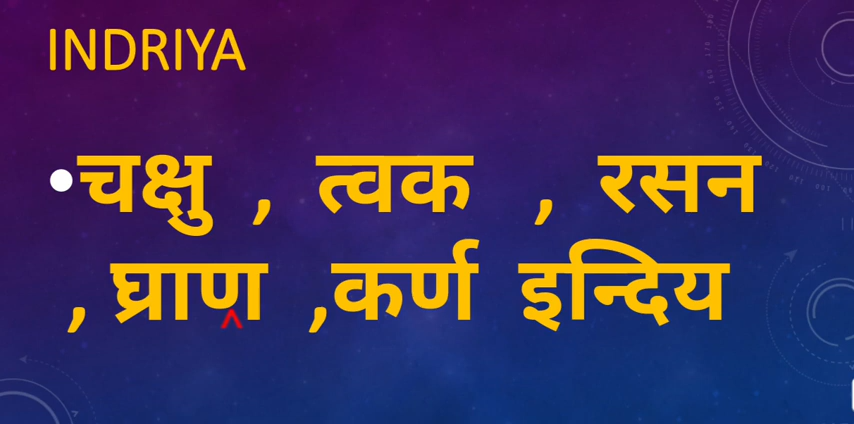 INDRIYA
•चक्षु , त्वक , रसन
, घ्राण ,कर्ण इन्दिय